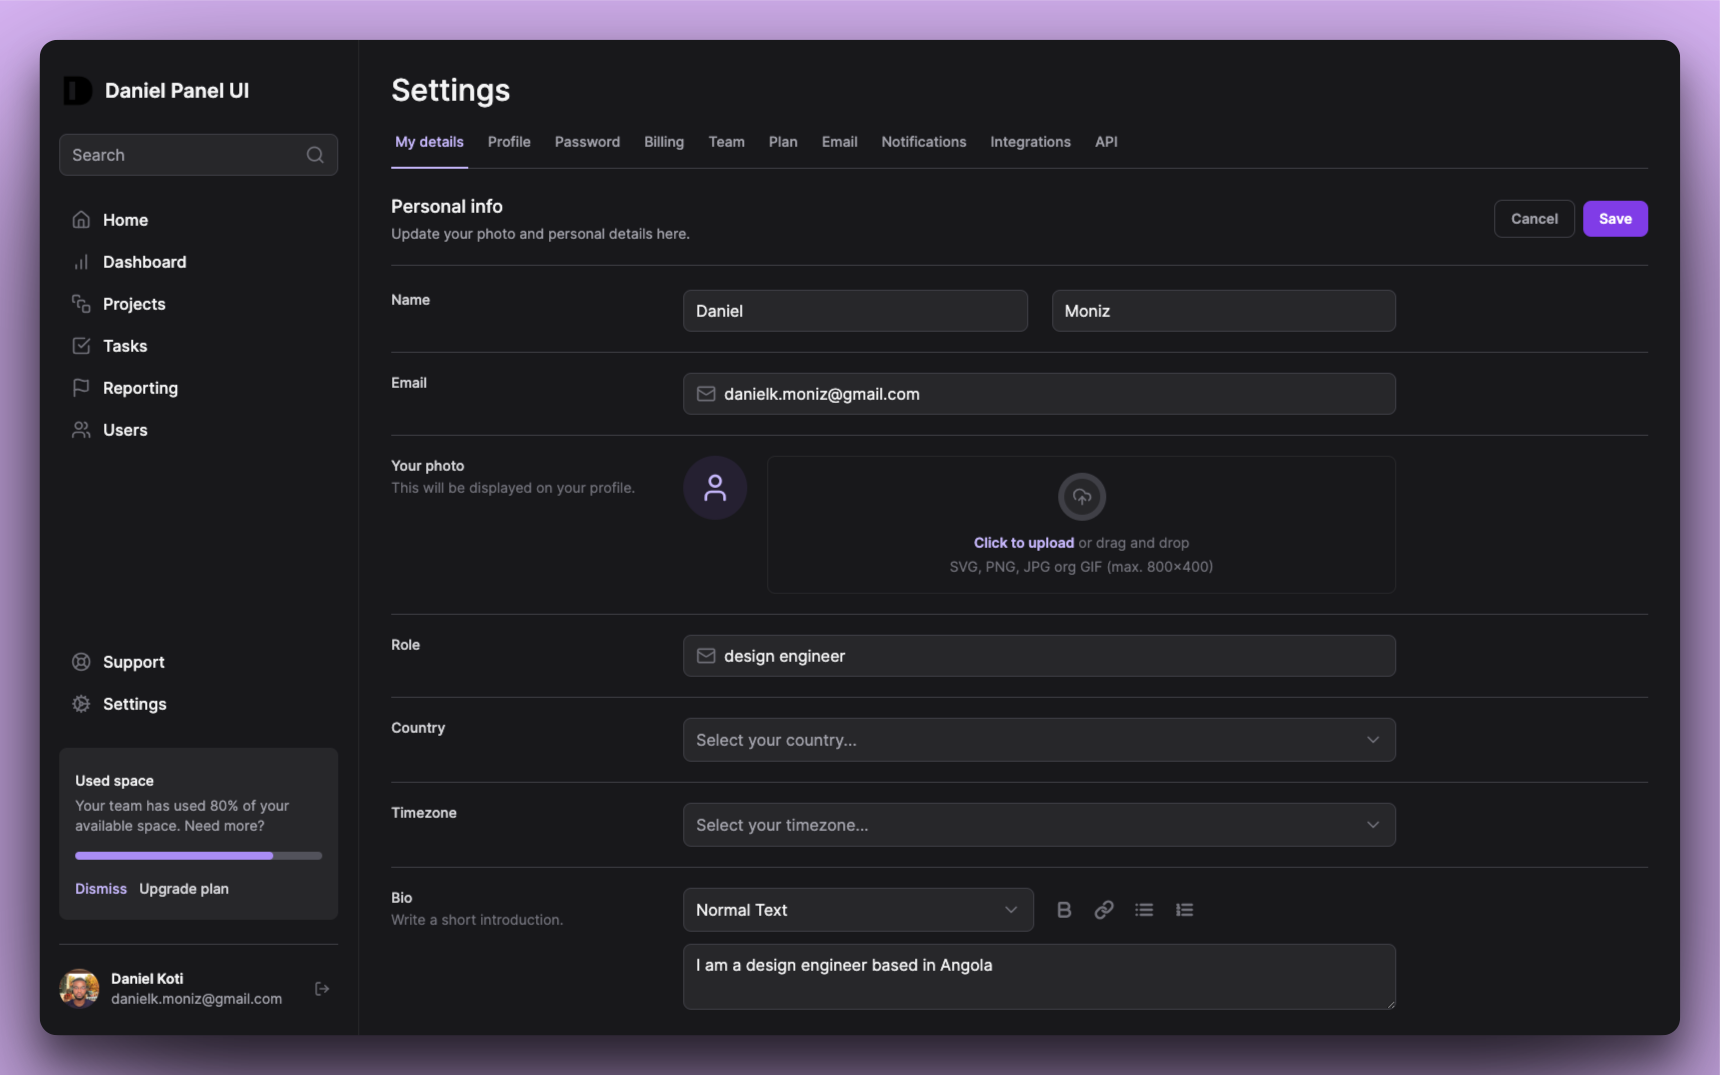 Daniel Panel UI
Search
Home
Dashboard
Projects
Tasks
Reporting
Users
Support
Settings
Used space
Your team has used 80% of your
available space. Need more?
Dismiss Upgrade plan
Daniel Koti
danielk.moniz@gmail.com
Settings
My details Profile Password Billing Team Plan Email Notifications Integrations API
Personal info
Update your photo and personal details here.
Cancel Save
Name
Daniel Moniz
Email
danielk.moniz@gmail.com
Your photo
This will be displayed on your profile.
Click to upload or drag and drop
SVG, PNG, JPG org GIF (max. 800×400)
Role
design engineer
Country
Select your country...
Timezone
Select your timezone...
Bio
Write a short introduction.
Normal Text
I am a design engineer based in Angola